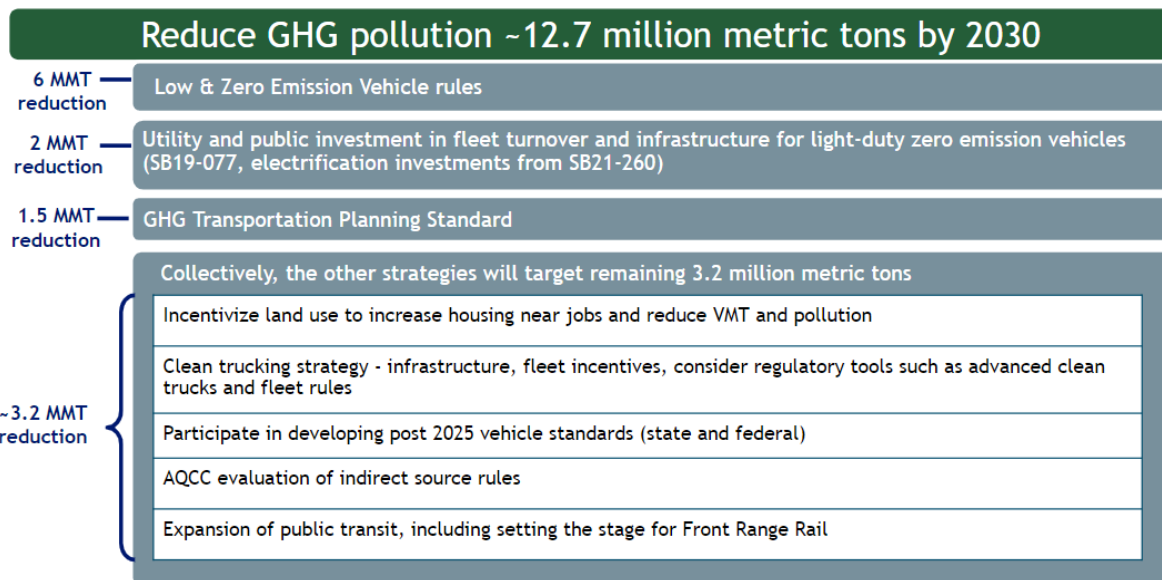 Reduce GHG pollution ~12.7 million metric tons by 2030
6 MMT
reduction
Low & Zero Emission Vehicle rules
2 MMT
reduction
Utility and public investment in fleet turnover and infrastructure for light-duty zero emission vehicles
(SB19-077, electrification investments from SB21-260)
1.5 MMT
reduction
GHG Transportation Planning Standard
Collectively, the other strategies will target remaining 3.2 million metric tons
~3.2 MMT
reduction
Incentivize land use to increase housing near jobs and reduce VMT and pollution
Clean trucking strategy - infrastructure, fleet incentives, consider regulatory tools such as advanced clean
trucks and fleet rules
Participate in developing post 2025 vehicle standards (state and federal)
AQCC evaluation of indirect source rules
Expansion of public transit, including setting the stage for Front Range Rail